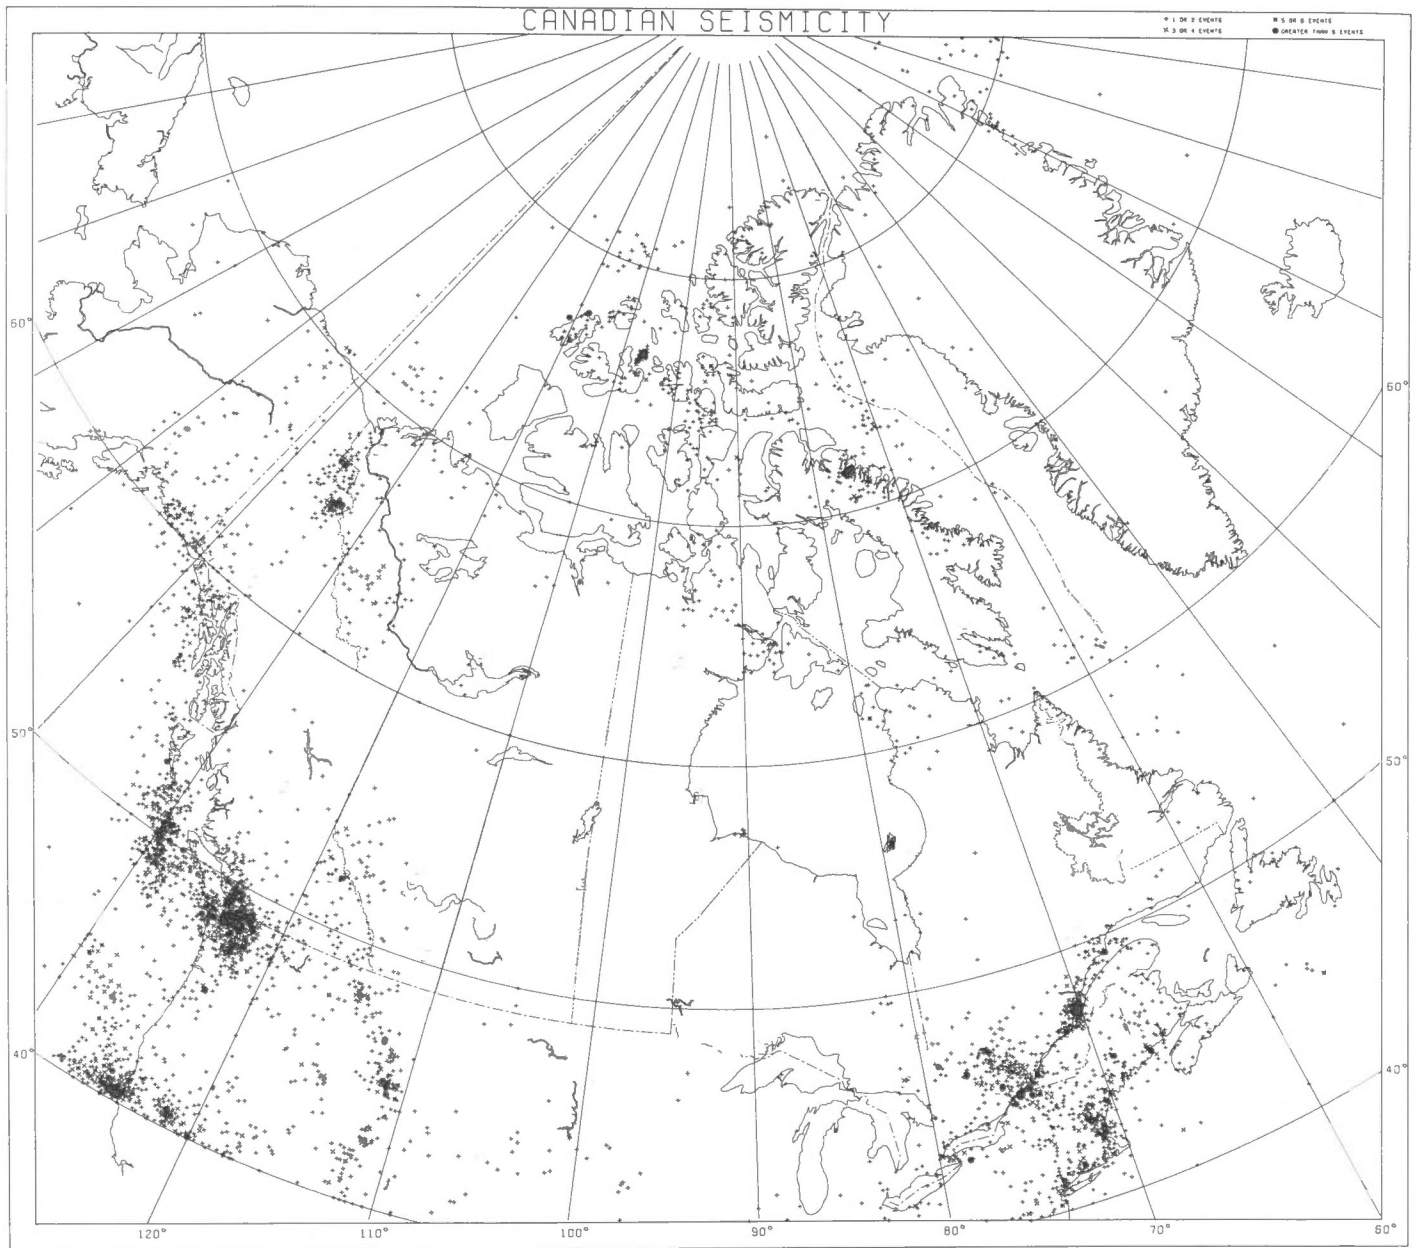 CANADIAN SEISMICITY
+ 1 OR 2 EVENTS
× 3 OR 4 EVENTS
■ 5 OR 6 EVENTS
● GREATER THAN 6 EVENTS
60°
60°
50°
50°
40°
40°
120°
110°
100°
90°
80°
70°
60°